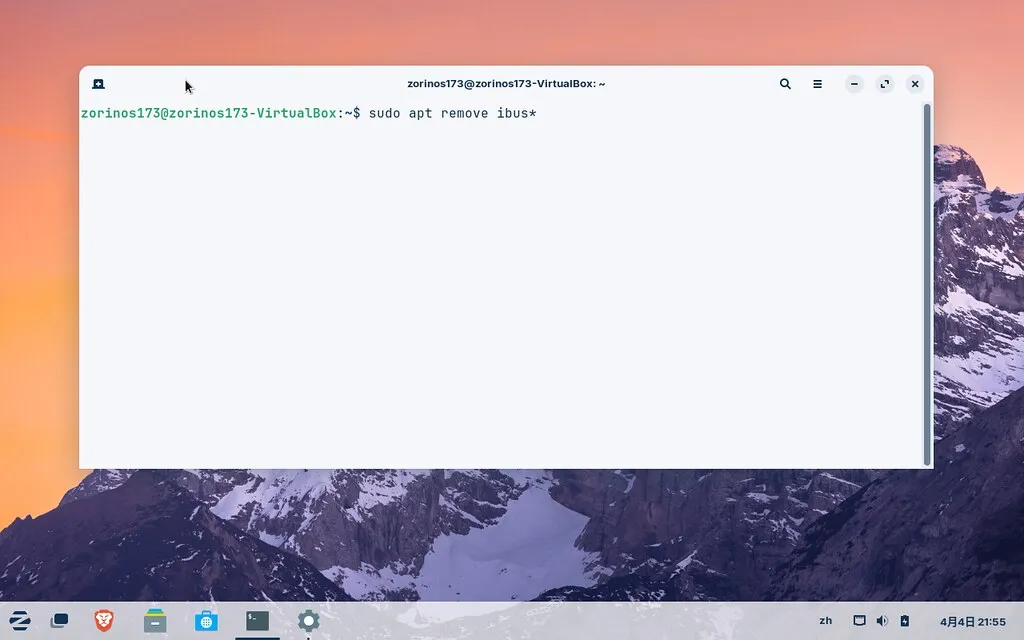 zorinos173@zorinos173-VirtualBox: ~
zorinos173@zorinos173-VirtualBox:~$ sudo apt remove ibus*
zh
4月4日 21:55